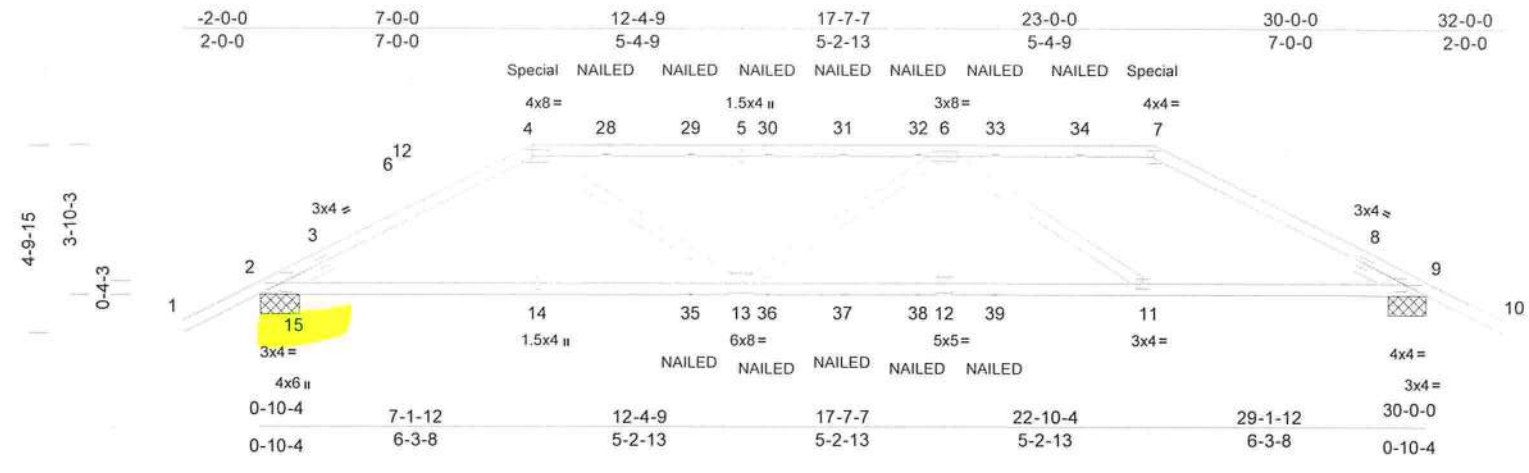 -2-0-0 7-0-0 12-4-9 17-7-7 23-0-0 30-0-0 32-0-0
2-0-0 7-0-0 5-4-9 5-2-13 5-4-9 7-0-0 2-0-0
Special NAILED NAILED NAILED NAILED NAILED NAILED NAILED Special
4x8 = 1.5x4 II 3x8 = 4x4 =
4 28 29 5 30 31 32 6 33 34 7
12
6
3x4 = 3x4 =
3 8
2 9
1 10
4-9-15
3-10-3
0-4-3
15 14 35 13 36 37 38 12 39 11
3x4 = 1.5x4 II 6x8 = 5x5 = 3x4 = 4x4 =
NAILED NAILED NAILED NAILED NAILED
4x6 II 3x4 =
0-10-4 7-1-12 12-4-9 17-7-7 22-10-4 29-1-12 30-0-0
0-10-4 6-3-8 5-2-13 5-2-13 5-2-13 6-3-8 0-10-4